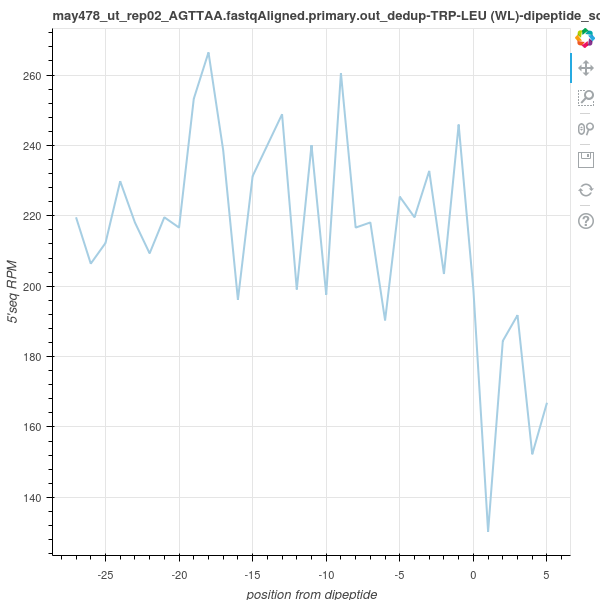 may478_ut_rep02_AGTTAA.fastqAligned.primary.out_dedup-TRP-LEU (WL)-dipeptide_sc
260
240
220
200
180
160
140
5'seq RPM
-25 -20 -15 -10 -5 0 5
position from dipeptide